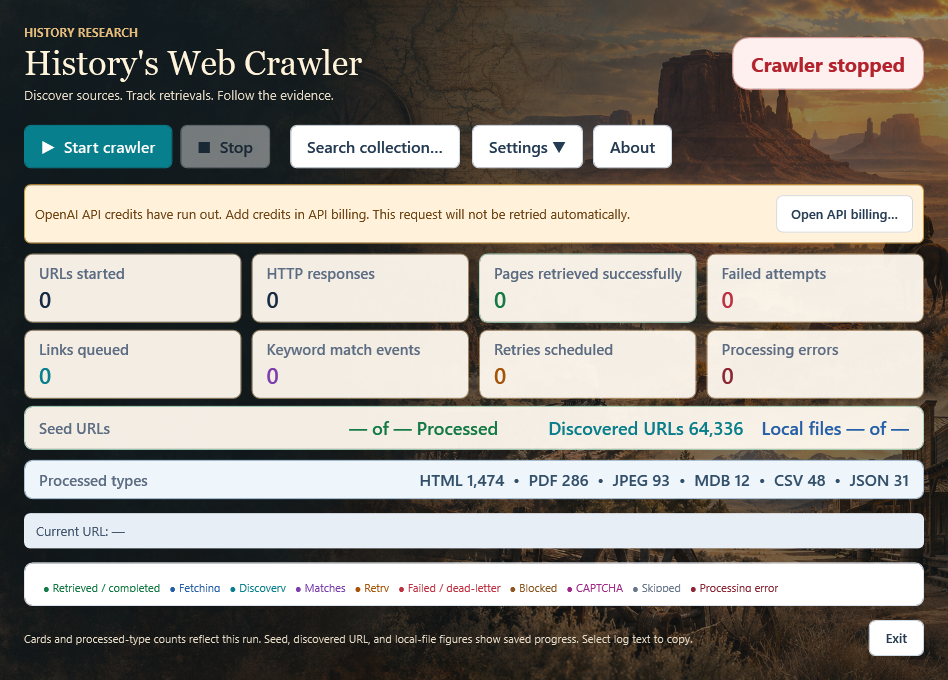 HISTORY RESEARCH
History's Web Crawler
Discover sources. Track retrievals. Follow the evidence.
Crawler stopped
▶ Start crawler
■ Stop
Search collection...
Settings ▼
About
OpenAI API credits have run out. Add credits in API billing. This request will not be retried automatically.
Open API billing...
URLs started
0
HTTP responses
0
Pages retrieved successfully
0
Failed attempts
0
Links queued
0
Keyword match events
0
Retries scheduled
0
Processing errors
0
Seed URLs — of — Processed Discovered URLs 64,336 Local files — of —
Processed types HTML 1,474 • PDF 286 • JPEG 93 • MDB 12 • CSV 48 • JSON 31
Current URL: —
● Retrieved / completed ● Fetching ● Discovery ● Matches ● Retry ● Failed / dead-letter ● Blocked ● CAPTCHA ● Skipped ● Processing error
Cards and processed-type counts reflect this run. Seed, discovered URL, and local-file figures show saved progress. Select log text to copy.
Exit